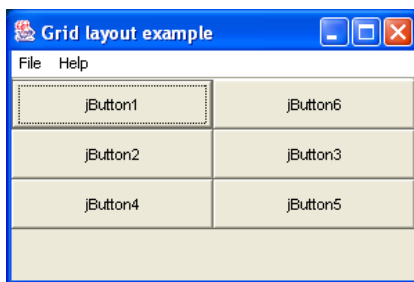 Grid layout example
File Help
jButton1 jButton6
jButton2 jButton3
jButton4 jButton5